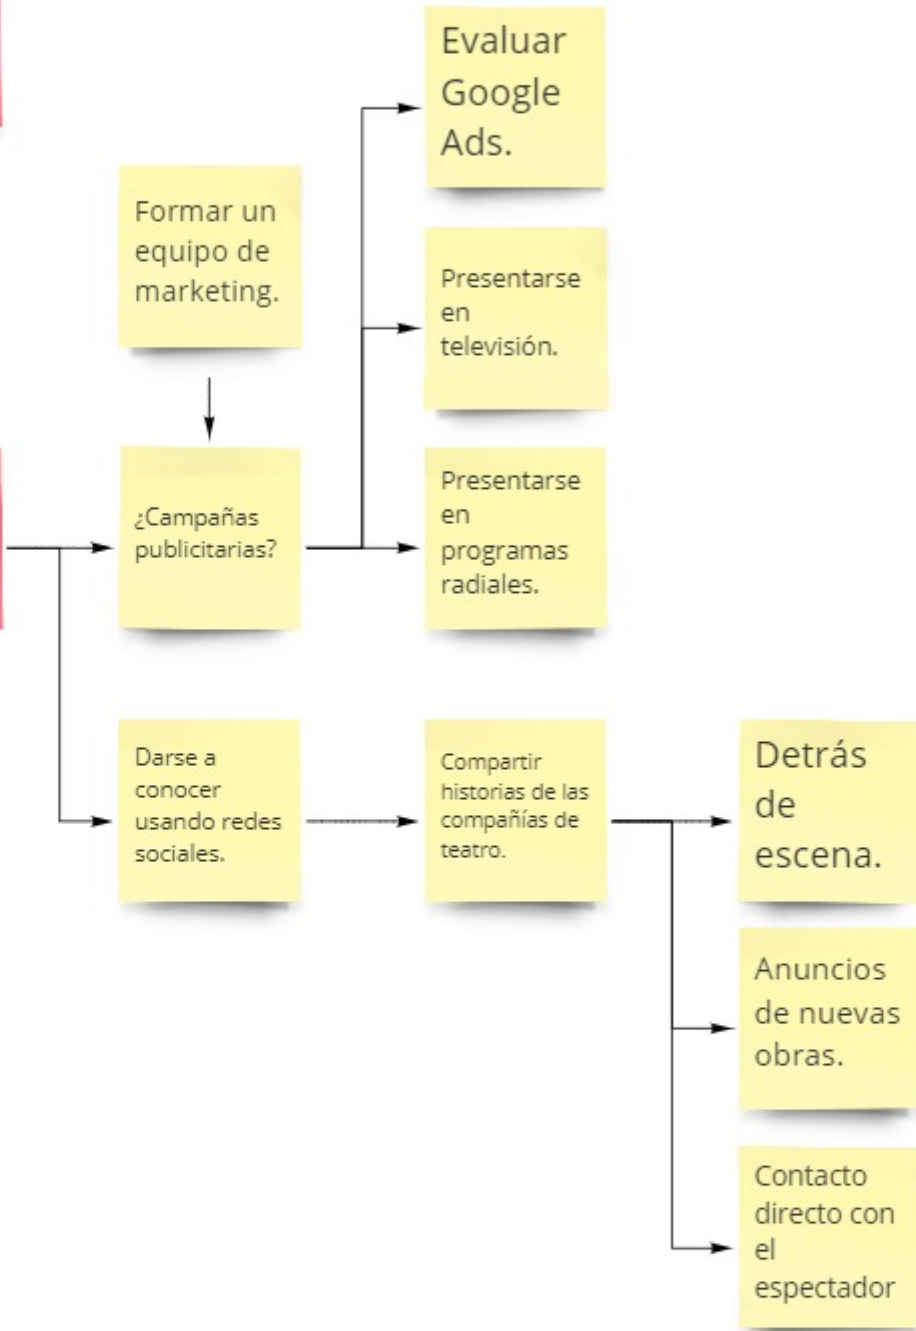 Evaluar
Google
Ads.
Formar un
equipo de
marketing.
Presentarse
en
televisión.
¿Campañas
publicitarias?
Presentarse
en
programas
radiales.
Darse a
conocer
usando redes
sociales.
Compartir
historias de las
compañías de
teatro.
Detrás
de
escena.
Anuncios
de nuevas
obras.
Contacto
directo con
el
espectador